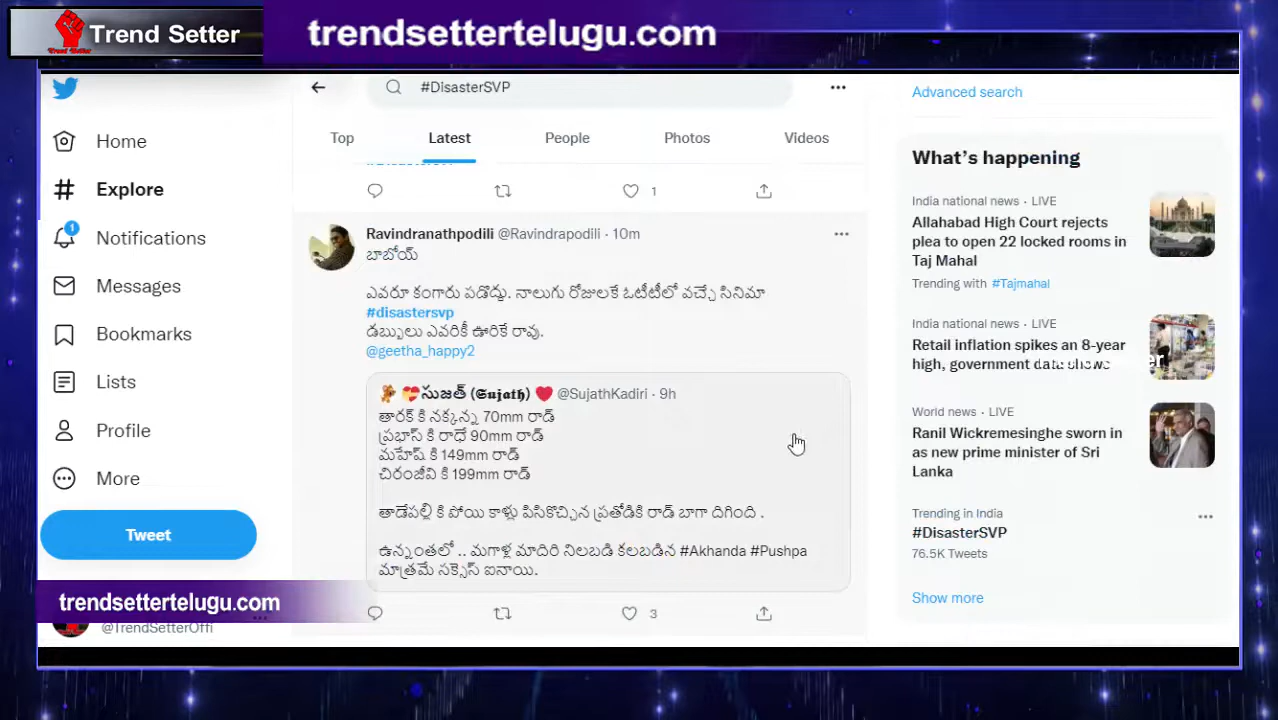 Trend Setter
Trend Setter
trendsettertelugu.com
#DisasterSVP
Top
Latest
People
Photos
Videos
Home
Explore
1
Notifications
Messages
Bookmarks
Lists
Profile
More
Tweet
1
Ravindranathpodili @Ravindrapodili · 10m
బాబోయ్
ఎవరూ కంగారు పడొద్దు. నాలుగు రోజులకే ఓటీటీలో వచ్చే సినిమా
#disastersvp
డబ్బులు ఎవరికీ ఊరికే రావు.
@geetha_happy2
సుజత్ (Sujath) @SujathKadiri · 9h
తారక్ కి నక్కన్న 70mm రాడ్
ప్రభాస్ కి రాధే 90mm రాడ్
మహేష్ కి 149mm రాడ్
చిరంజీవి కి 199mm రాడ్
తాడేపల్లి కి పోయి కాళ్లు పిసికొచ్చిన ప్రతోడికి రాడ్ బాగా దిగింది .
ఉన్నంతలో .. మగాళ్ల మాదిరి నిలబడి కలబడిన #Akhanda #Pushpa
మాత్రమే సక్సెస్ ఐనాయి.
3
Advanced search
What's happening
India national news · LIVE
Allahabad High Court rejects
plea to open 22 locked rooms in
Taj Mahal
Trending with #Tajmahal
India national news · LIVE
Retail inflation spikes an 8-year
high, government data shows
World news · LIVE
Ranil Wickremesinghe sworn in
as new prime minister of Sri
Lanka
Trending in India
#DisasterSVP
76.5K Tweets
Show more
trendsettertelugu.com
@TrendSetterOffi